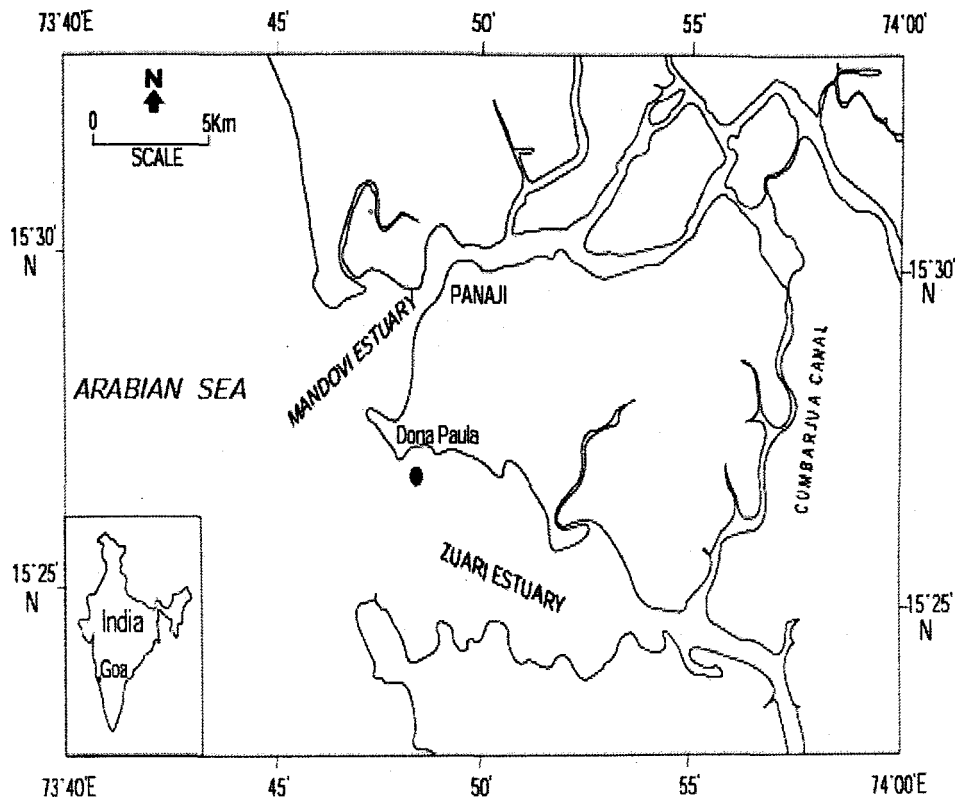 73°40'E 45' 50' 55' 74°00'
N
0 5Km
SCALE
15°30'
N
15°30'
N
PANAJI
MANDOVI ESTUARY
ARABIAN SEA
CUMBARJUA CANAL
Dona Paula
ZUARI ESTUARY
15°25'
N
15°25'
N
India
Goa
73°40'E 45' 50' 55' 74°00'E